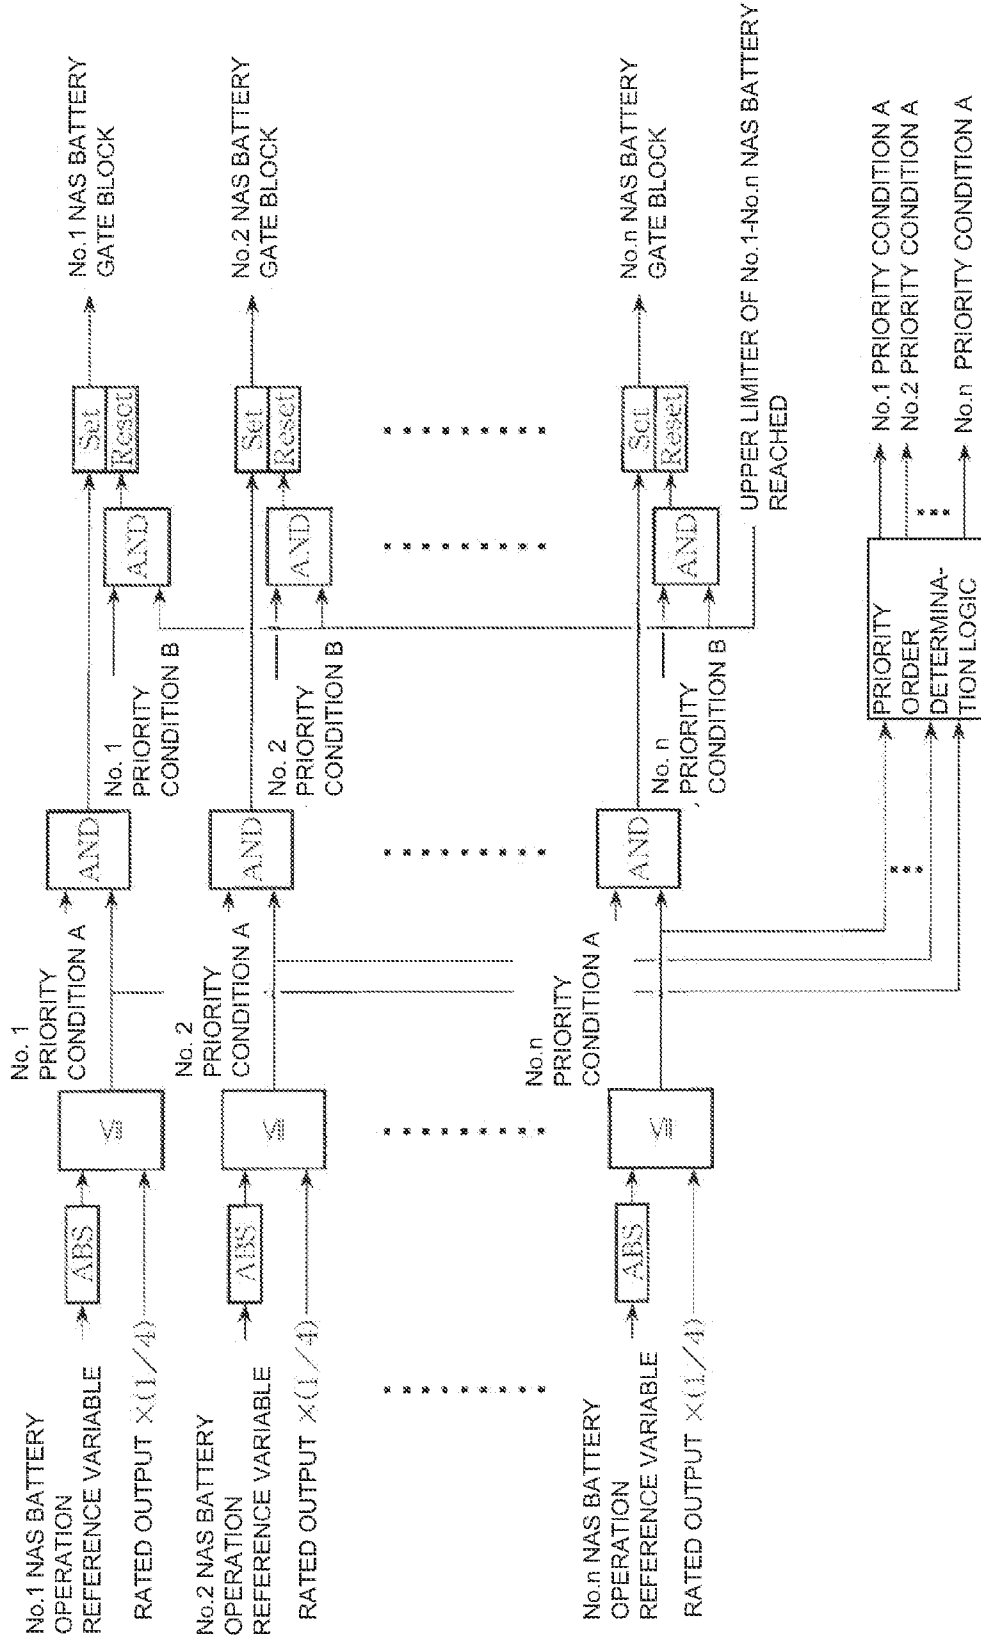 No.1 NAS BATTERY
OPERATION
REFERENCE VARIABLE
RATED OUTPUT ×(1/4)
ABS
≦
No. 1
PRIORITY
CONDITION A
AND
No. 1
PRIORITY
CONDITION B
AND
Set
Reset
No.1 NAS BATTERY
GATE BLOCK
No.2 NAS BATTERY
OPERATION
REFERENCE VARIABLE
RATED OUTPUT ×(1/4)
ABS
≦
No. 2
PRIORITY
CONDITION A
AND
No. 2
PRIORITY
CONDITION B
AND
Set
Reset
No.2 NAS BATTERY
GATE BLOCK
No.n NAS BATTERY
OPERATION
REFERENCE VARIABLE
RATED OUTPUT ×(1/4)
ABS
≦
No.n
PRIORITY
CONDITION A
AND
No. n
PRIORITY
CONDITION B
AND
Set
Reset
No.n NAS BATTERY
GATE BLOCK
UPPER LIMITER OF No.1-No.n NAS BATTERY
REACHED
PRIORITY
ORDER
DETERMINA-
TION LOGIC
No.1 PRIORITY CONDITION A
No.2 PRIORITY CONDITION A
No.n PRIORITY CONDITION A